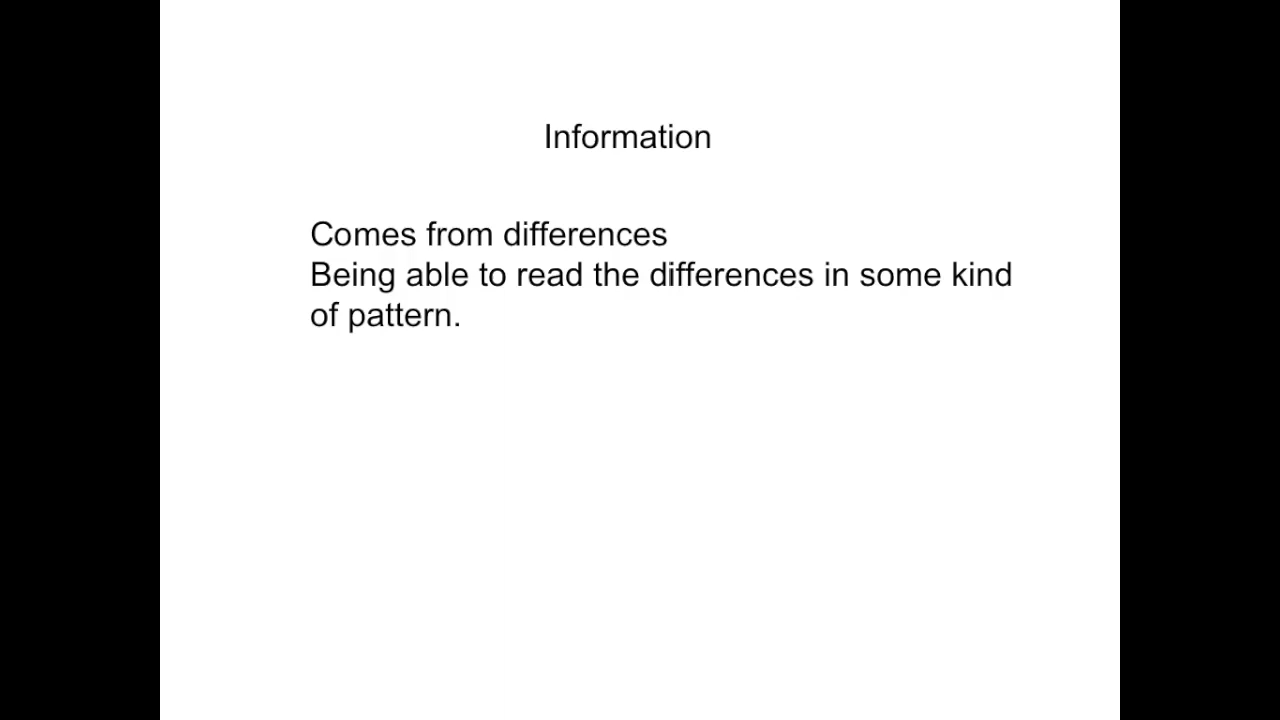 Information
Comes from differences
Being able to read the differences in some kind
of pattern.